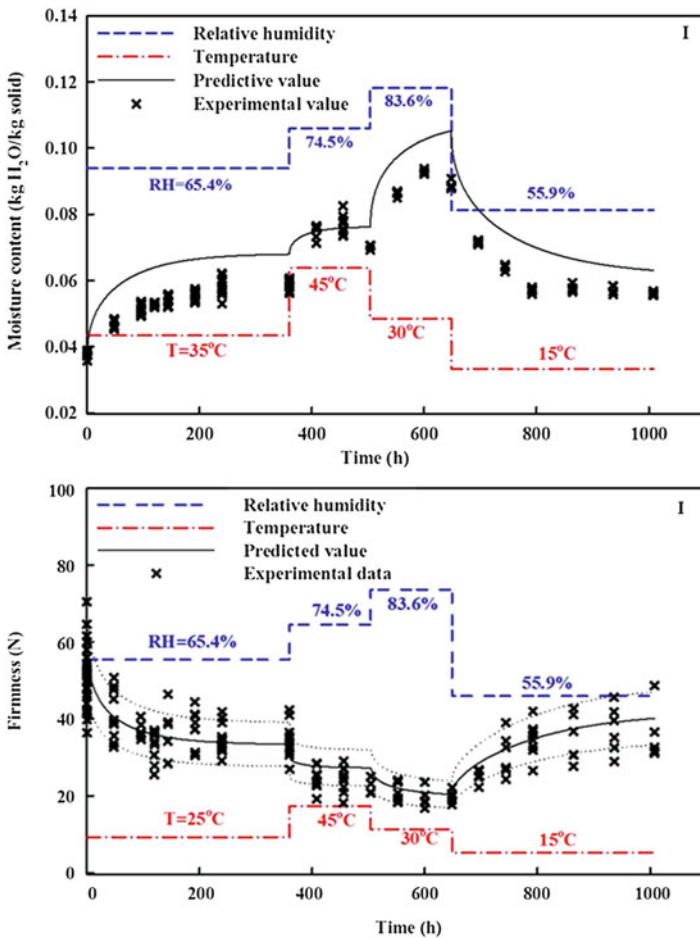 0.14
I
Relative humidity
Temperature
0.12
Predictive value
Experimental value
83.6%
0.10
74.5%
RH=65.4%
55.9%
0.08
0.06
45°C
30°C
0.04
T=35°C
15°C
0.02
0 200 400 600 800 1000
Moisture content (kg H₂O/kg solid)
Time (h)
100
I
Relative humidity
Temperature
Predicted value
80
Experimental data
83.6%
74.5%
60
RH=65.4%
55.9%
40
20
T=25°C
45°C
30°C
15°C
0
0 200 400 600 800 1000
Firmness (N)
Time (h)